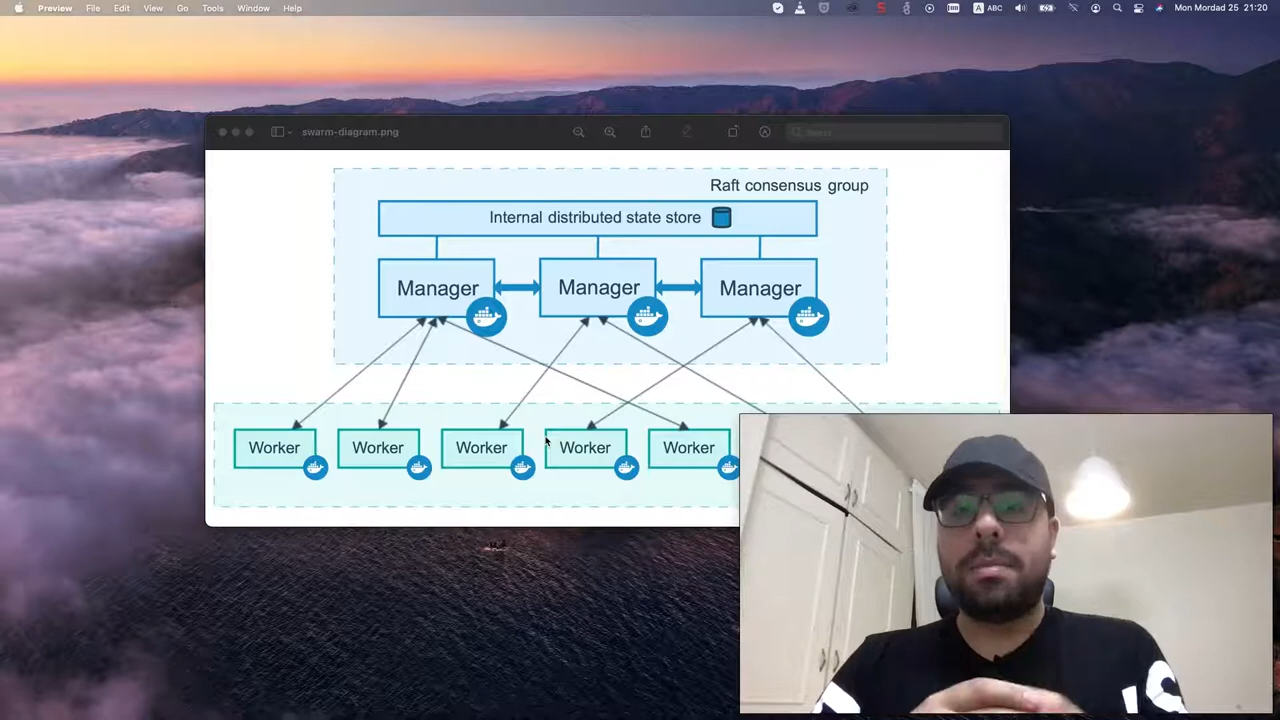 Preview File Edit View Go Tools Window Help
ABC
Mon Mordad 25 21:20
swarm-diagram.png
Raft consensus group
Internal distributed state store
Manager Manager Manager
Worker Worker Worker Worker Worker